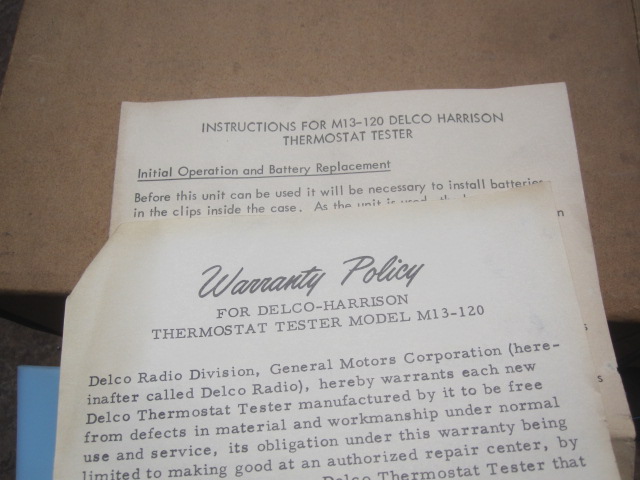 INSTRUCTIONS FOR M13-120 DELCO HARRISON
THERMOSTAT TESTER
Initial Operation and Battery Replacement
Before this unit can be used it will be necessary to install batteries
in the clips inside the case. As the unit is used, the
Warranty Policy
FOR DELCO-HARRISON
THERMOSTAT TESTER MODEL M13-120
Delco Radio Division, General Motors Corporation (here-
inafter called Delco Radio), hereby warrants each new
Delco Thermostat Tester manufactured by it to be free
from defects in material and workmanship under normal
use and service, its obligation under this warranty being
limited to making good at an authorized repair center, by
Delco Thermostat Tester that